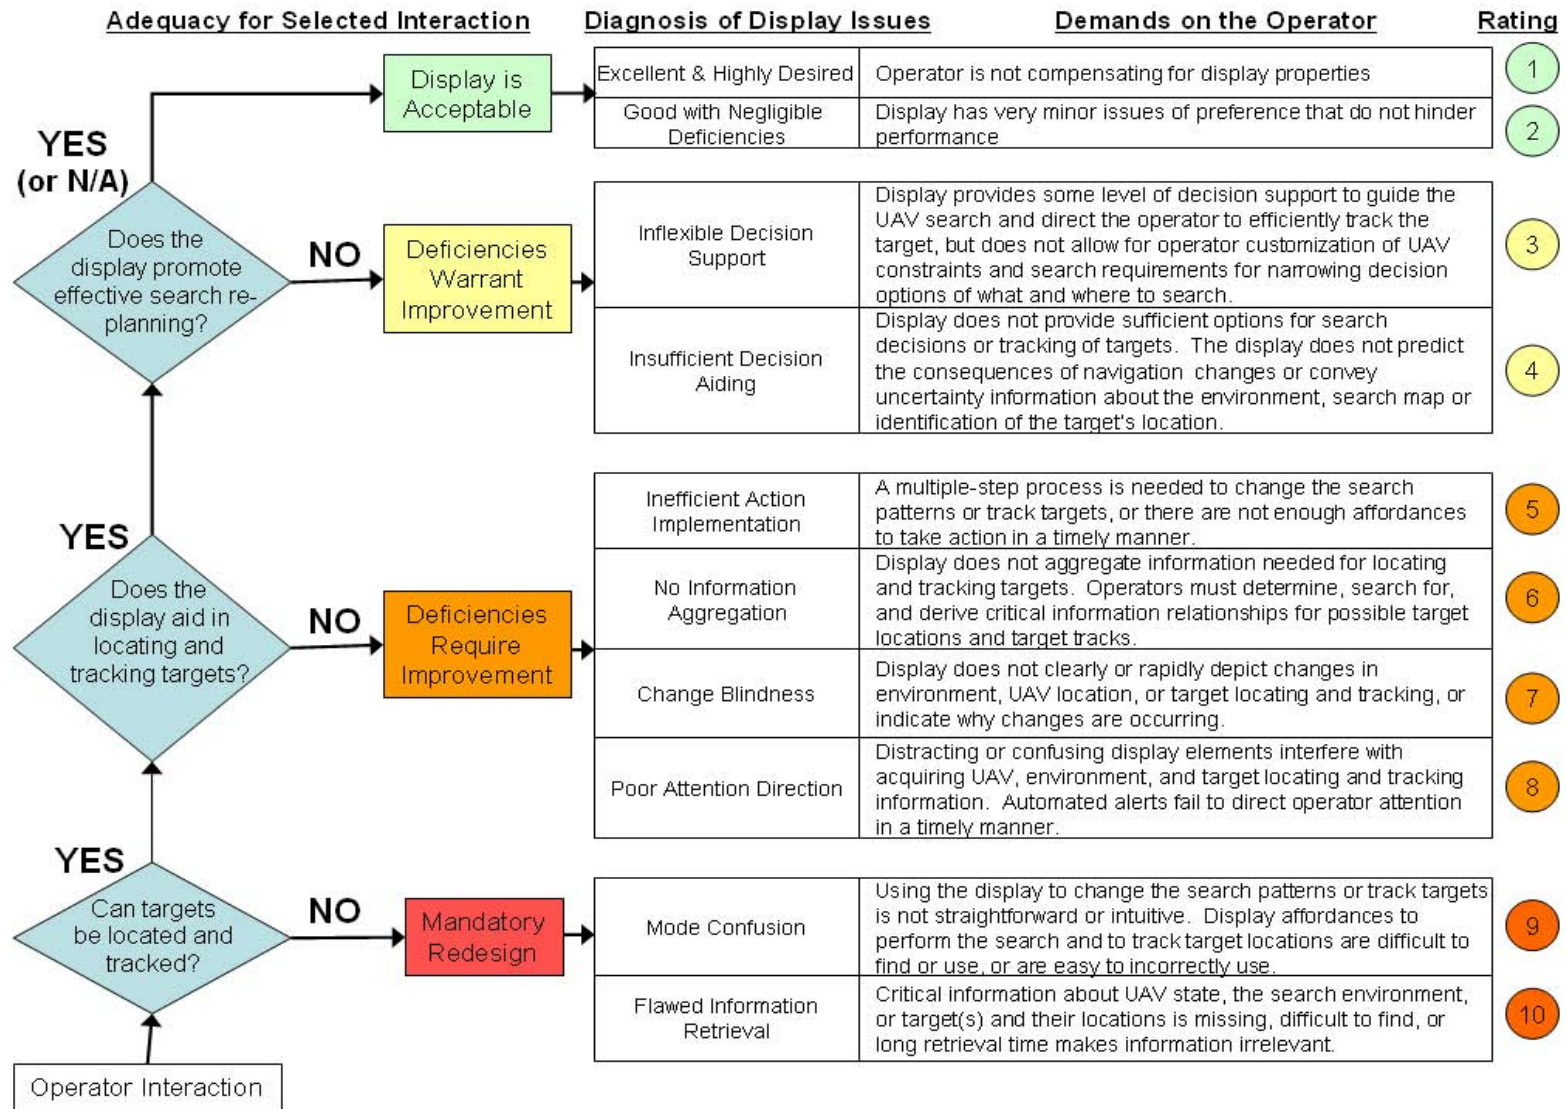 Adequacy for Selected Interaction
Diagnosis of Display Issues
Demands on the Operator
Rating
Display is
Acceptable
Excellent & Highly Desired
Operator is not compensating for display properties
1
Good with Negligible
Deficiencies
Display has very minor issues of preference that do not hinder
performance
2
YES
(or N/A)
Does the
display promote
effective search re-
planning?
NO
Deficiencies
Warrant
Improvement
Inflexible Decision
Support
Display provides some level of decision support to guide the
UAV search and direct the operator to efficiently track the
target, but does not allow for operator customization of UAV
constraints and search requirements for narrowing decision
options of what and where to search.
3
Insufficient Decision
Aiding
Display does not provide sufficient options for search
decisions or tracking of targets. The display does not predict
the consequences of navigation changes or convey
uncertainty information about the environment, search map or
identification of the target's location.
4
YES
Does the
display aid in
locating and
tracking targets?
NO
Deficiencies
Require
Improvement
Inefficient Action
Implementation
A multiple-step process is needed to change the search
patterns or track targets, or there are not enough affordances
to take action in a timely manner.
5
No Information
Aggregation
Display does not aggregate information needed for locating
and tracking targets. Operators must determine, search for,
and derive critical information relationships for possible target
locations and target tracks.
6
Change Blindness
Display does not clearly or rapidly depict changes in
environment, UAV location, or target locating and tracking, or
indicate why changes are occurring.
7
Poor Attention Direction
Distracting or confusing display elements interfere with
acquiring UAV, environment, and target locating and tracking
information. Automated alerts fail to direct operator attention
in a timely manner.
8
YES
Can targets
be located and
tracked?
NO
Mandatory
Redesign
Mode Confusion
Using the display to change the search patterns or track targets
is not straightforward or intuitive. Display affordances to
perform the search and to track target locations are difficult to
find or use, or are easy to incorrectly use.
9
Flawed Information
Retrieval
Critical information about UAV state, the search environment,
or target(s) and their locations is missing, difficult to find, or
long retrieval time makes information irrelevant.
10
Operator Interaction